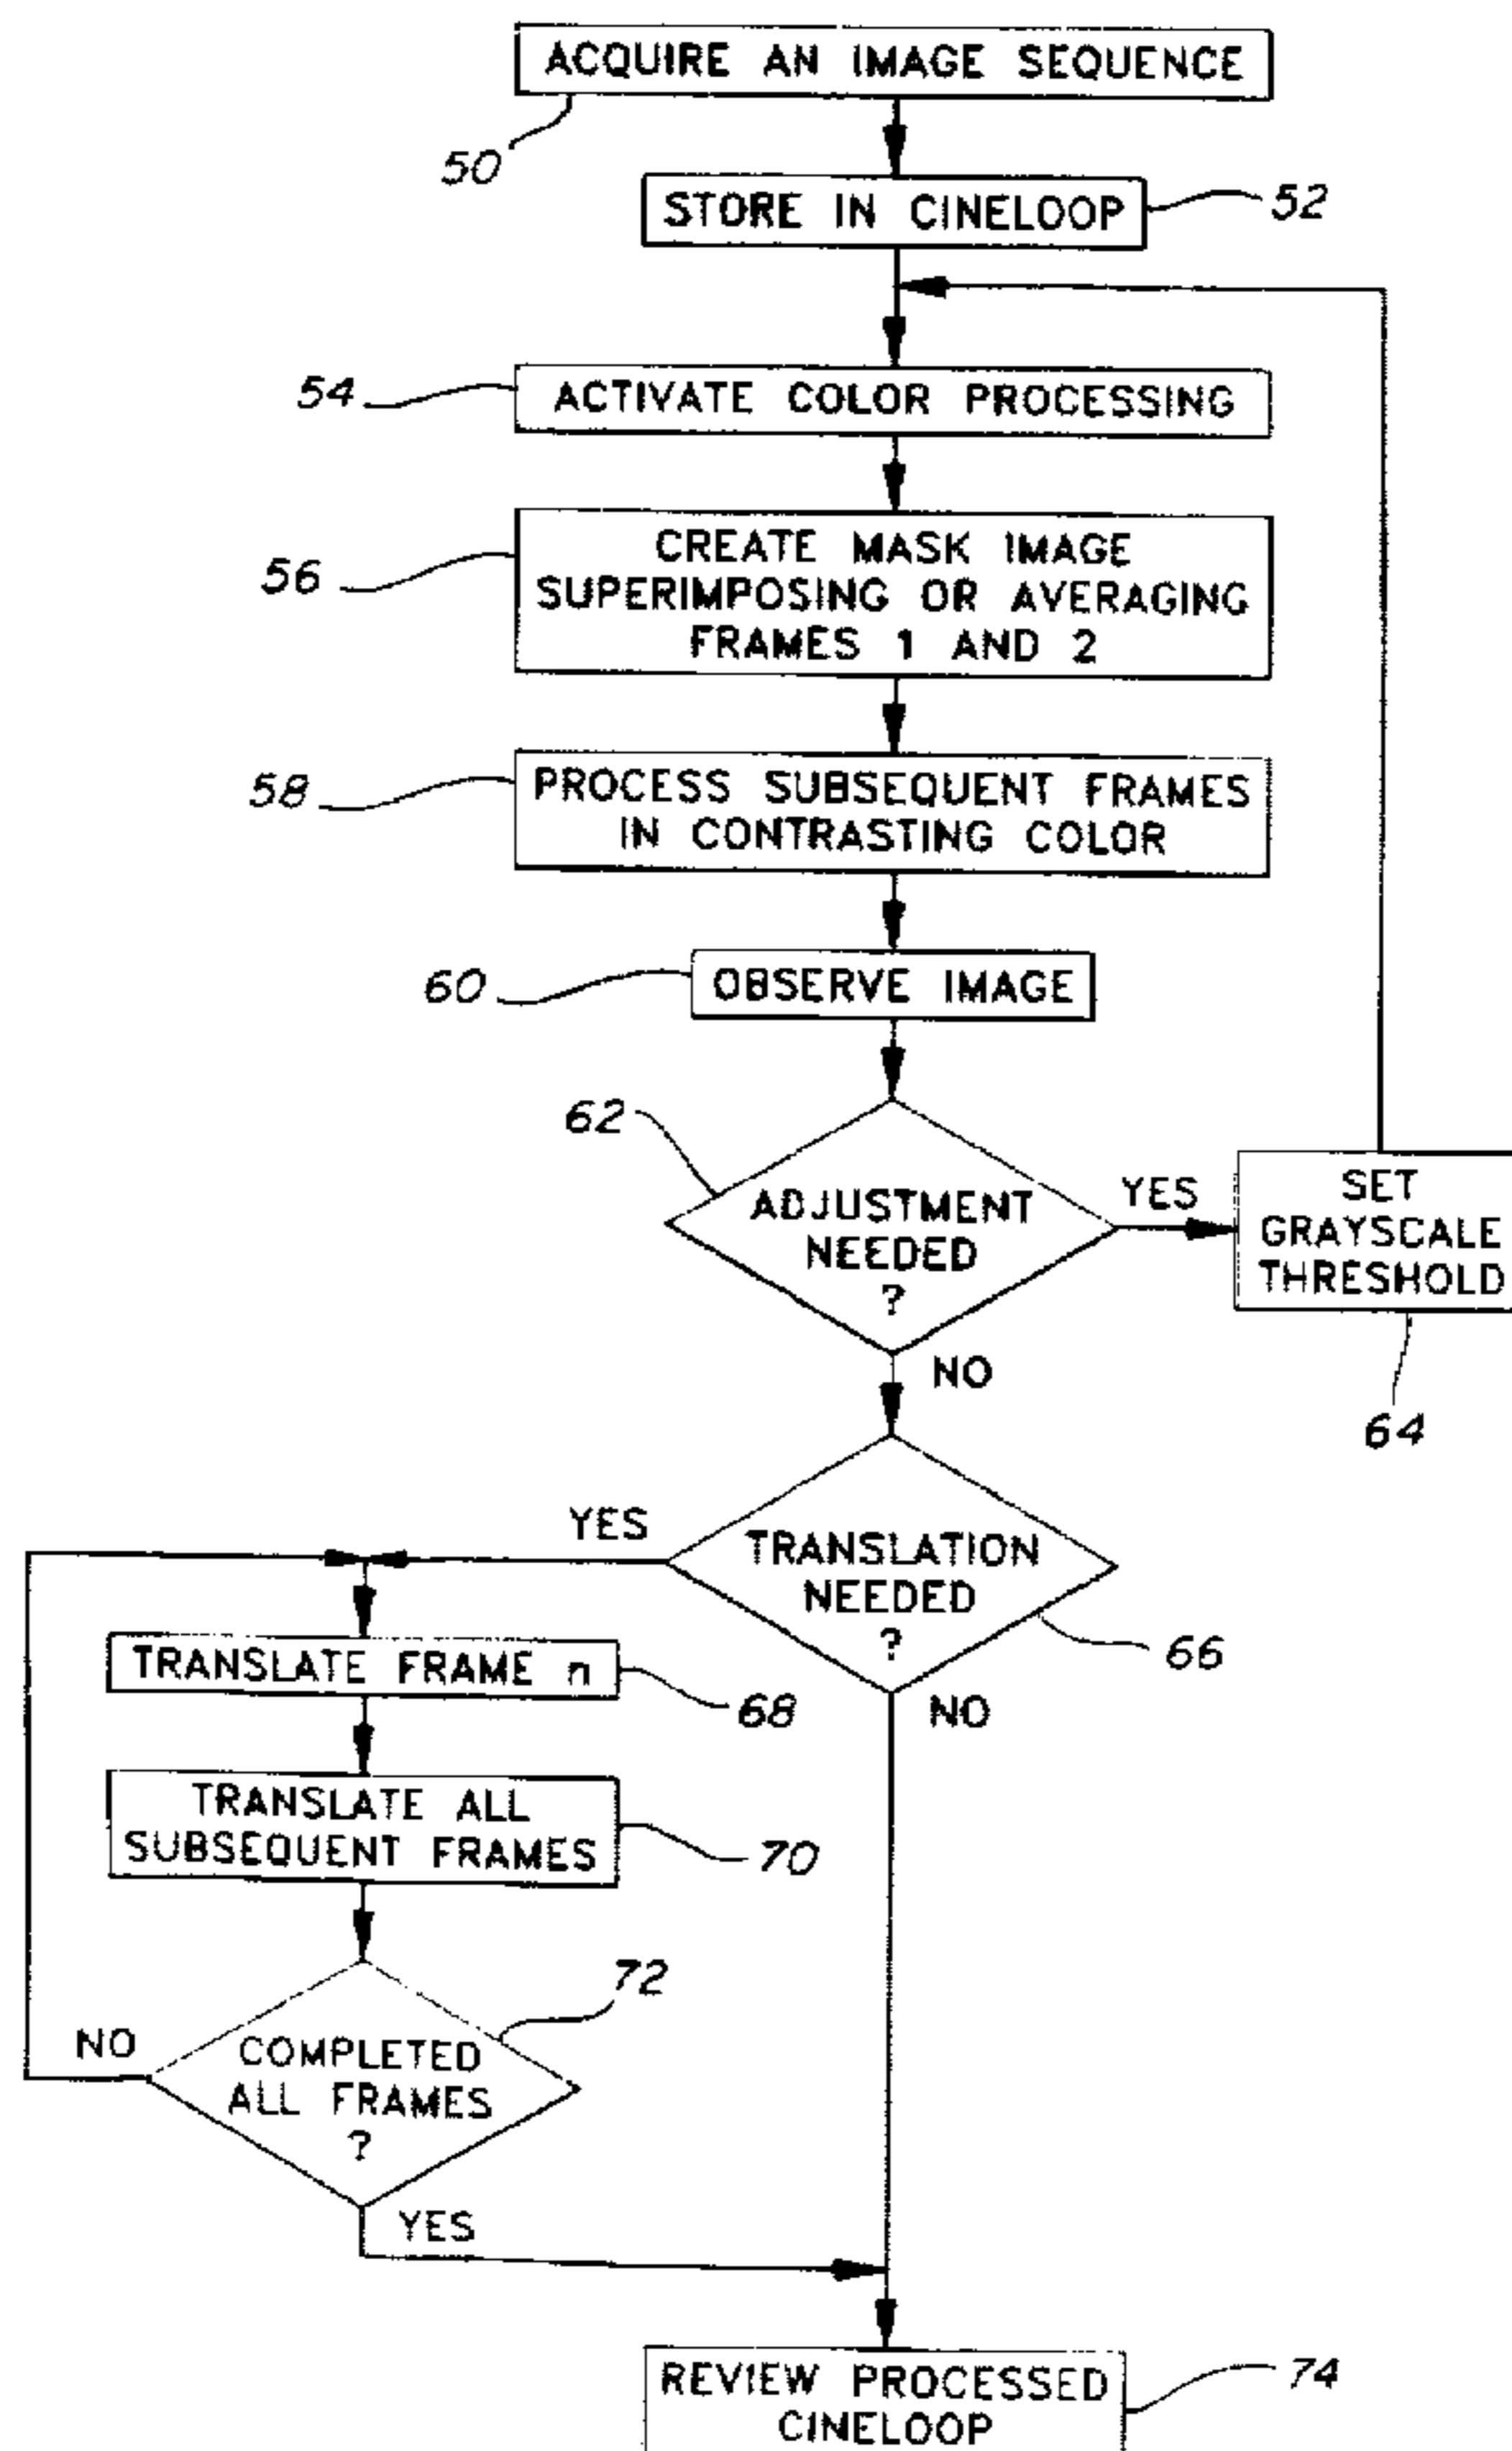 ACQUIRE AN IMAGE SEQUENCE
50
STORE IN CINELOOP
52
54
ACTIVATE COLOR PROCESSING
56
CREATE MASK IMAGE
SUPERIMPOSING OR AVERAGING
FRAMES 1 AND 2
58
PROCESS SUBSEQUENT FRAMES
IN CONTRASTING COLOR
60
OBSERVE IMAGE
62
ADJUSTMENT
NEEDED
?
YES
SET
GRAYSCALE
THRESHOLD
64
NO
YES
TRANSLATION
NEEDED
?
66
NO
TRANSLATE FRAME n
68
TRANSLATE ALL
SUBSEQUENT FRAMES
70
72
NO
COMPLETED
ALL FRAMES
?
YES
REVIEW PROCESSED
CINELOOP
74